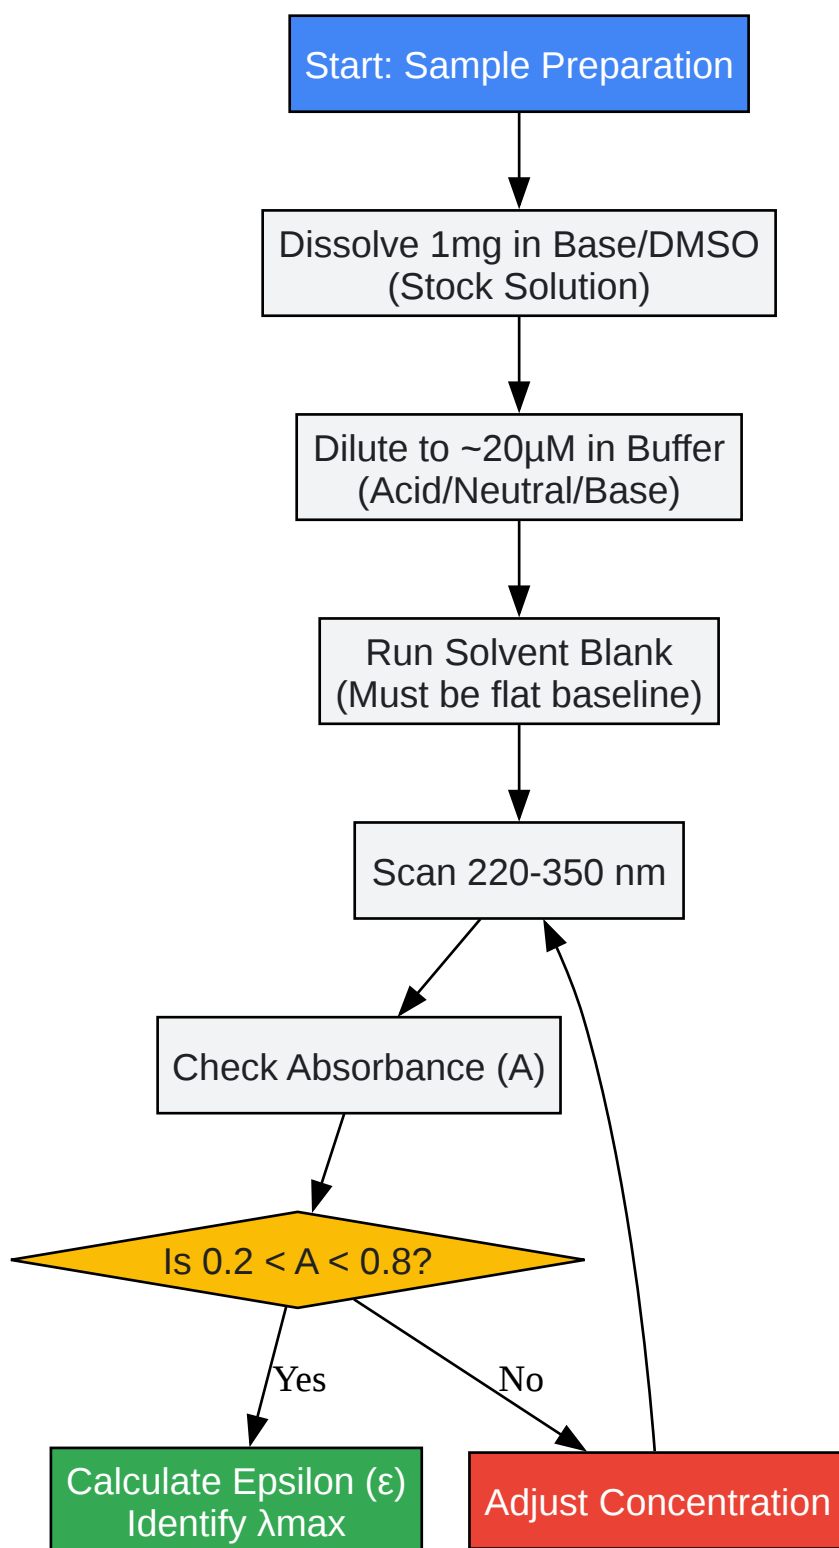 Start: Sample Preparation
Dissolve 1mg in Base/DMSO
(Stock Solution)
Dilute to ~20µM in Buffer
(Acid/Neutral/Base)
Run Solvent Blank
(Must be flat baseline)
Scan 220-350 nm
Check Absorbance (A)
Is 0.2 < A < 0.8?
Yes
No
Calculate Epsilon (ε)
Identify λmax
Adjust Concentration